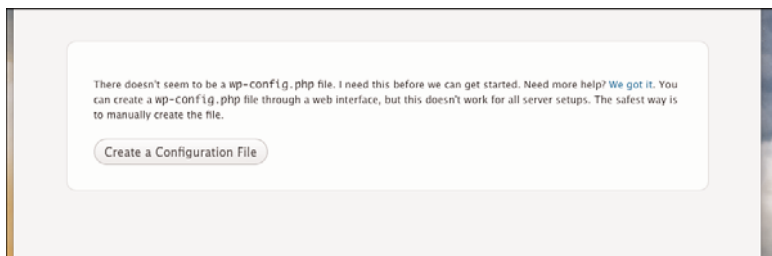 There doesn't seem to be a wp-config.php file. I need this before we can get started. Need more help? We got it. You
can create a wp-config.php file through a web interface, but this doesn't work for all server setups. The safest way is
to manually create the file.
Create a Configuration File